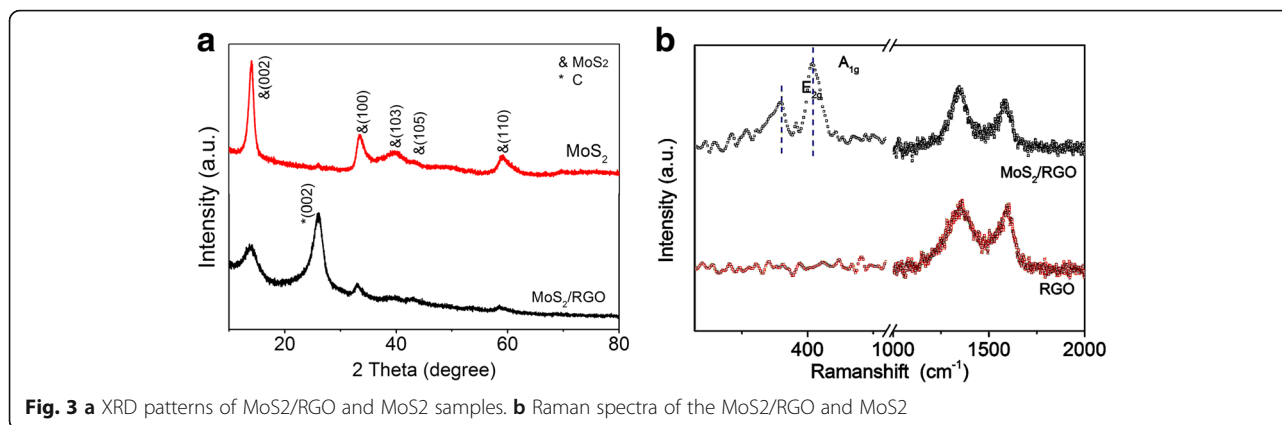 a
& MoS2
* C
&(002)
&(100)
&(103)
&(105)
&(110)
MoS2
*(002)
MoS2/RGO
Intensity (a.u.)
20 40 60 80
2 Theta (degree)
b
A1g
E2g
MoS2/RGO
RGO
Intensity (a.u.)
400 1000 1500 2000
Ramanshift (cm-1)
Fig. 3 a XRD patterns of MoS2/RGO and MoS2 samples. b Raman spectra of the MoS2/RGO and MoS2